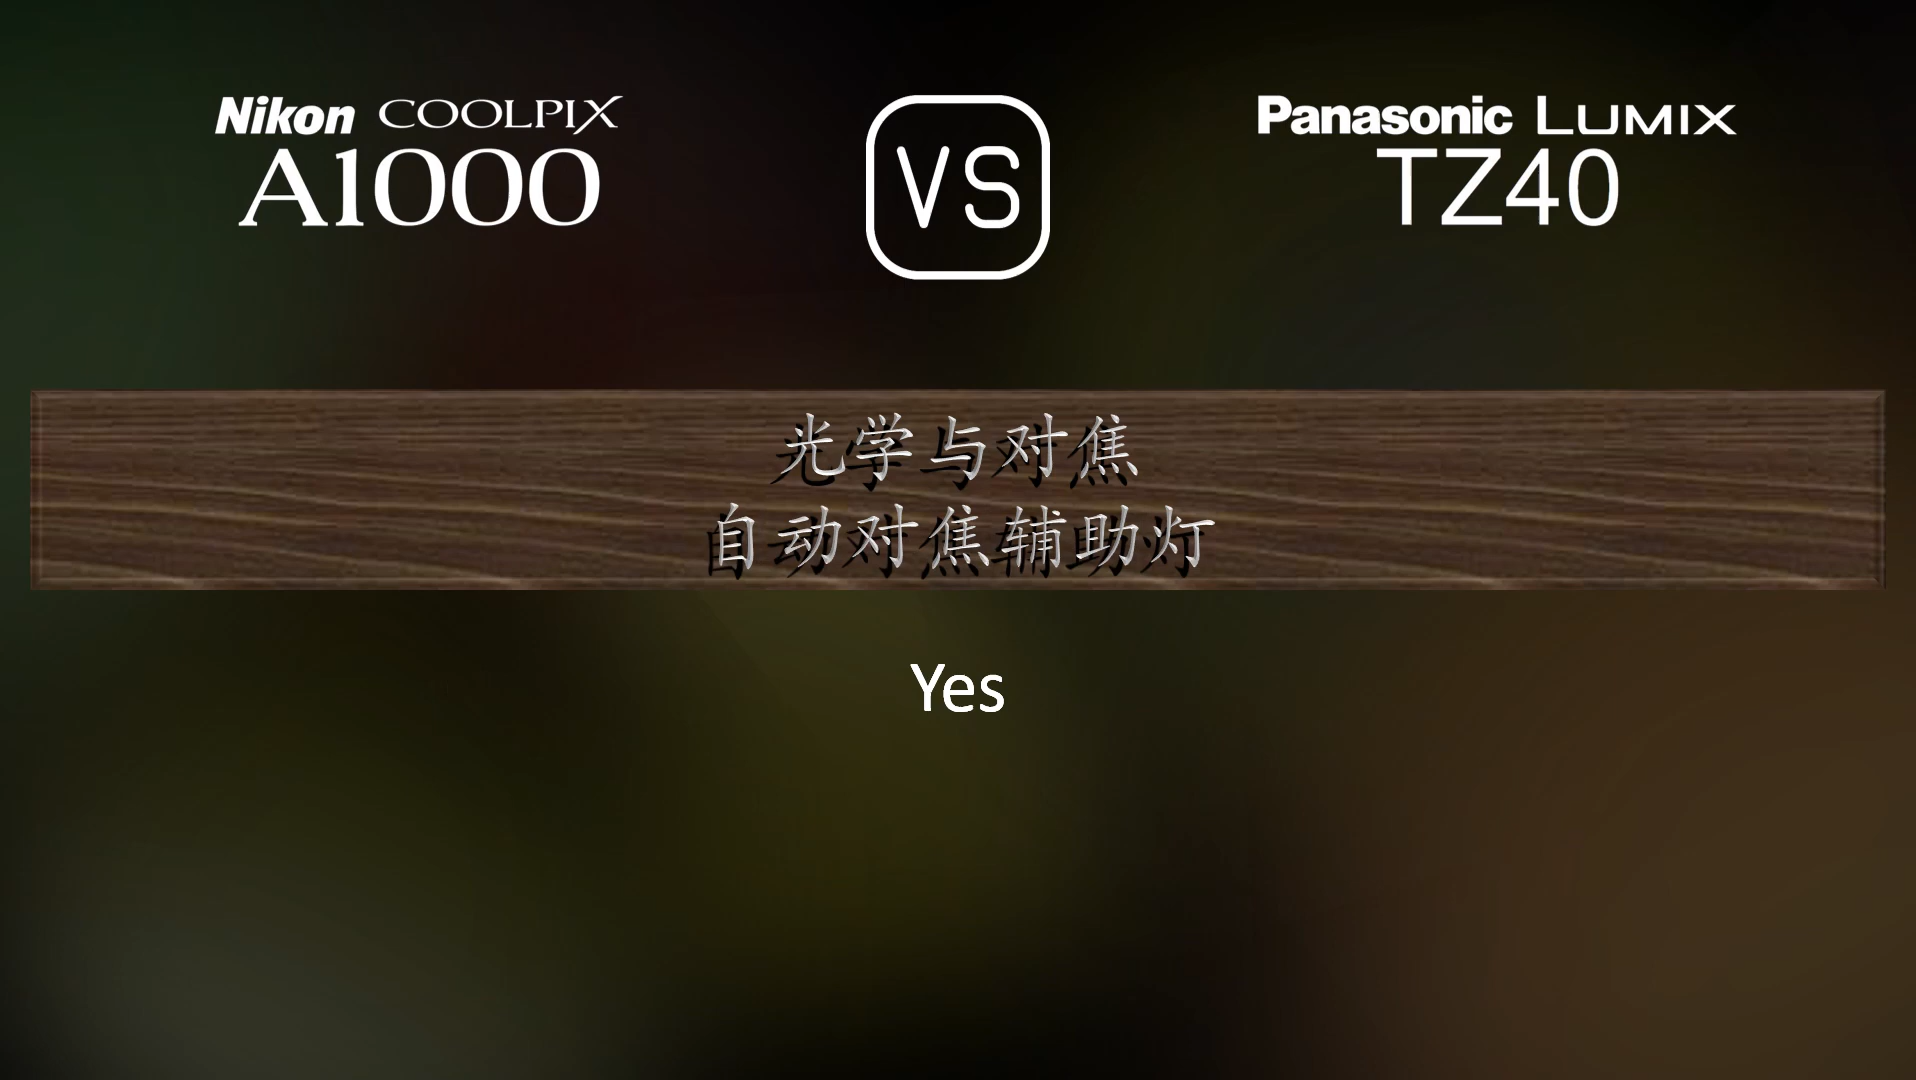 Nikon COOLPIX
A1000
VS
Panasonic LUMIX
TZ40
光学与对焦
自动对焦辅助灯
Yes